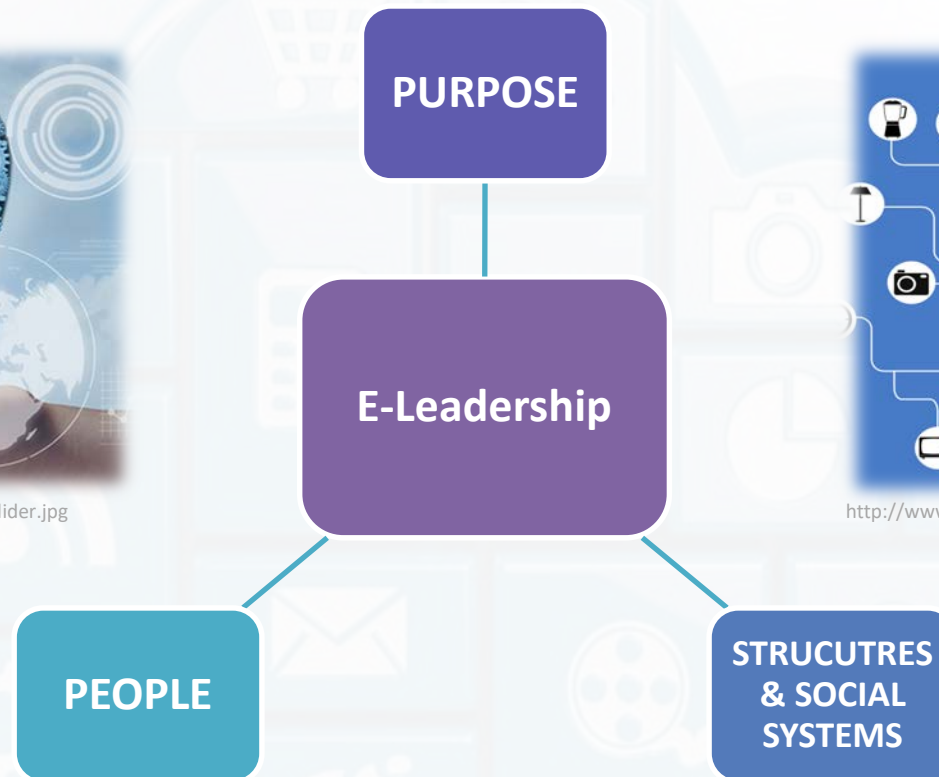 PURPOSE
E-Leadership
lider.jpg
http://www
PEOPLE
STRUCUTRES
& SOCIAL
SYSTEMS